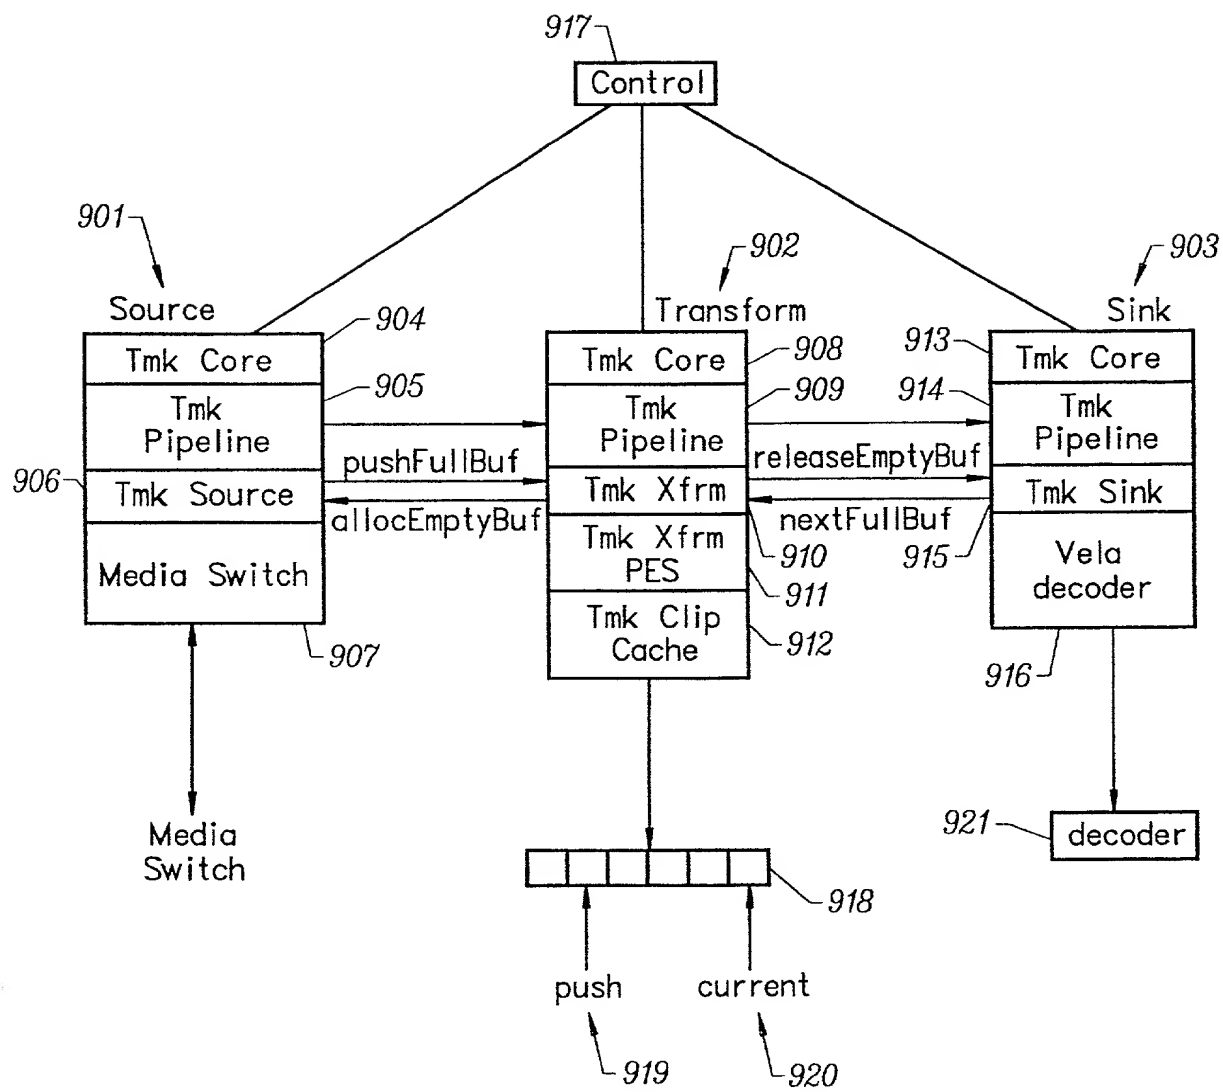 917
Control
901
902
903
Source
Transform
Sink
904
908
913
Tmk Core
Tmk Core
Tmk Core
905
909
914
Tmk
Pipeline
Tmk
Pipeline
Tmk
Pipeline
pushFullBuf
releaseEmptyBuf
906
Tmk Source
Tmk Xfrm
Tmk Sink
allocEmptyBuf
nextFullBuf
910
915
Media Switch
Tmk Xfrm
PES
Vela
decoder
911
Tmk Clip
Cache
912
907
916
Media
Switch
921
decoder
918
push
current
919
920